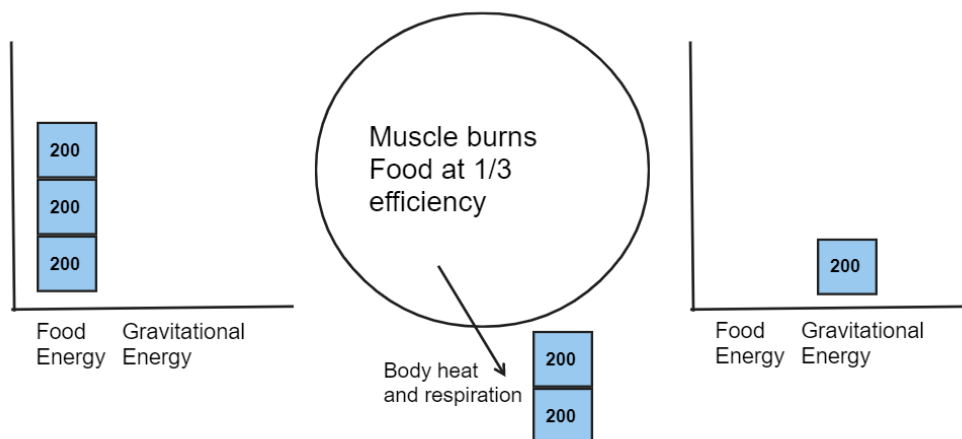 200
200
200
Food Gravitational
Energy Energy
Muscle burns
Food at 1/3
efficiency
Body heat
and respiration
200
200
200
Food Gravitational
Energy Energy